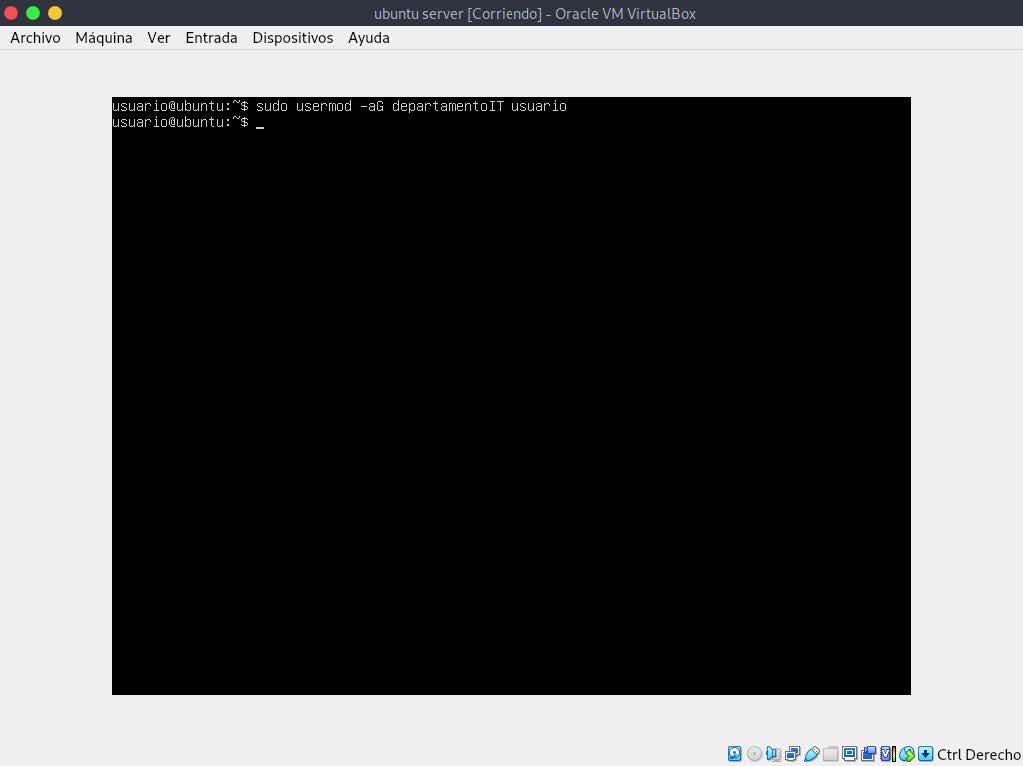 ubuntu server [Corriendo] - Oracle VM VirtualBox
Archivo Máquina Ver Entrada Dispositivos Ayuda
usuario@ubuntu:~$ sudo usermod -aG departamentoIT usuario
usuario@ubuntu:~$ _
Ctrl Derecho